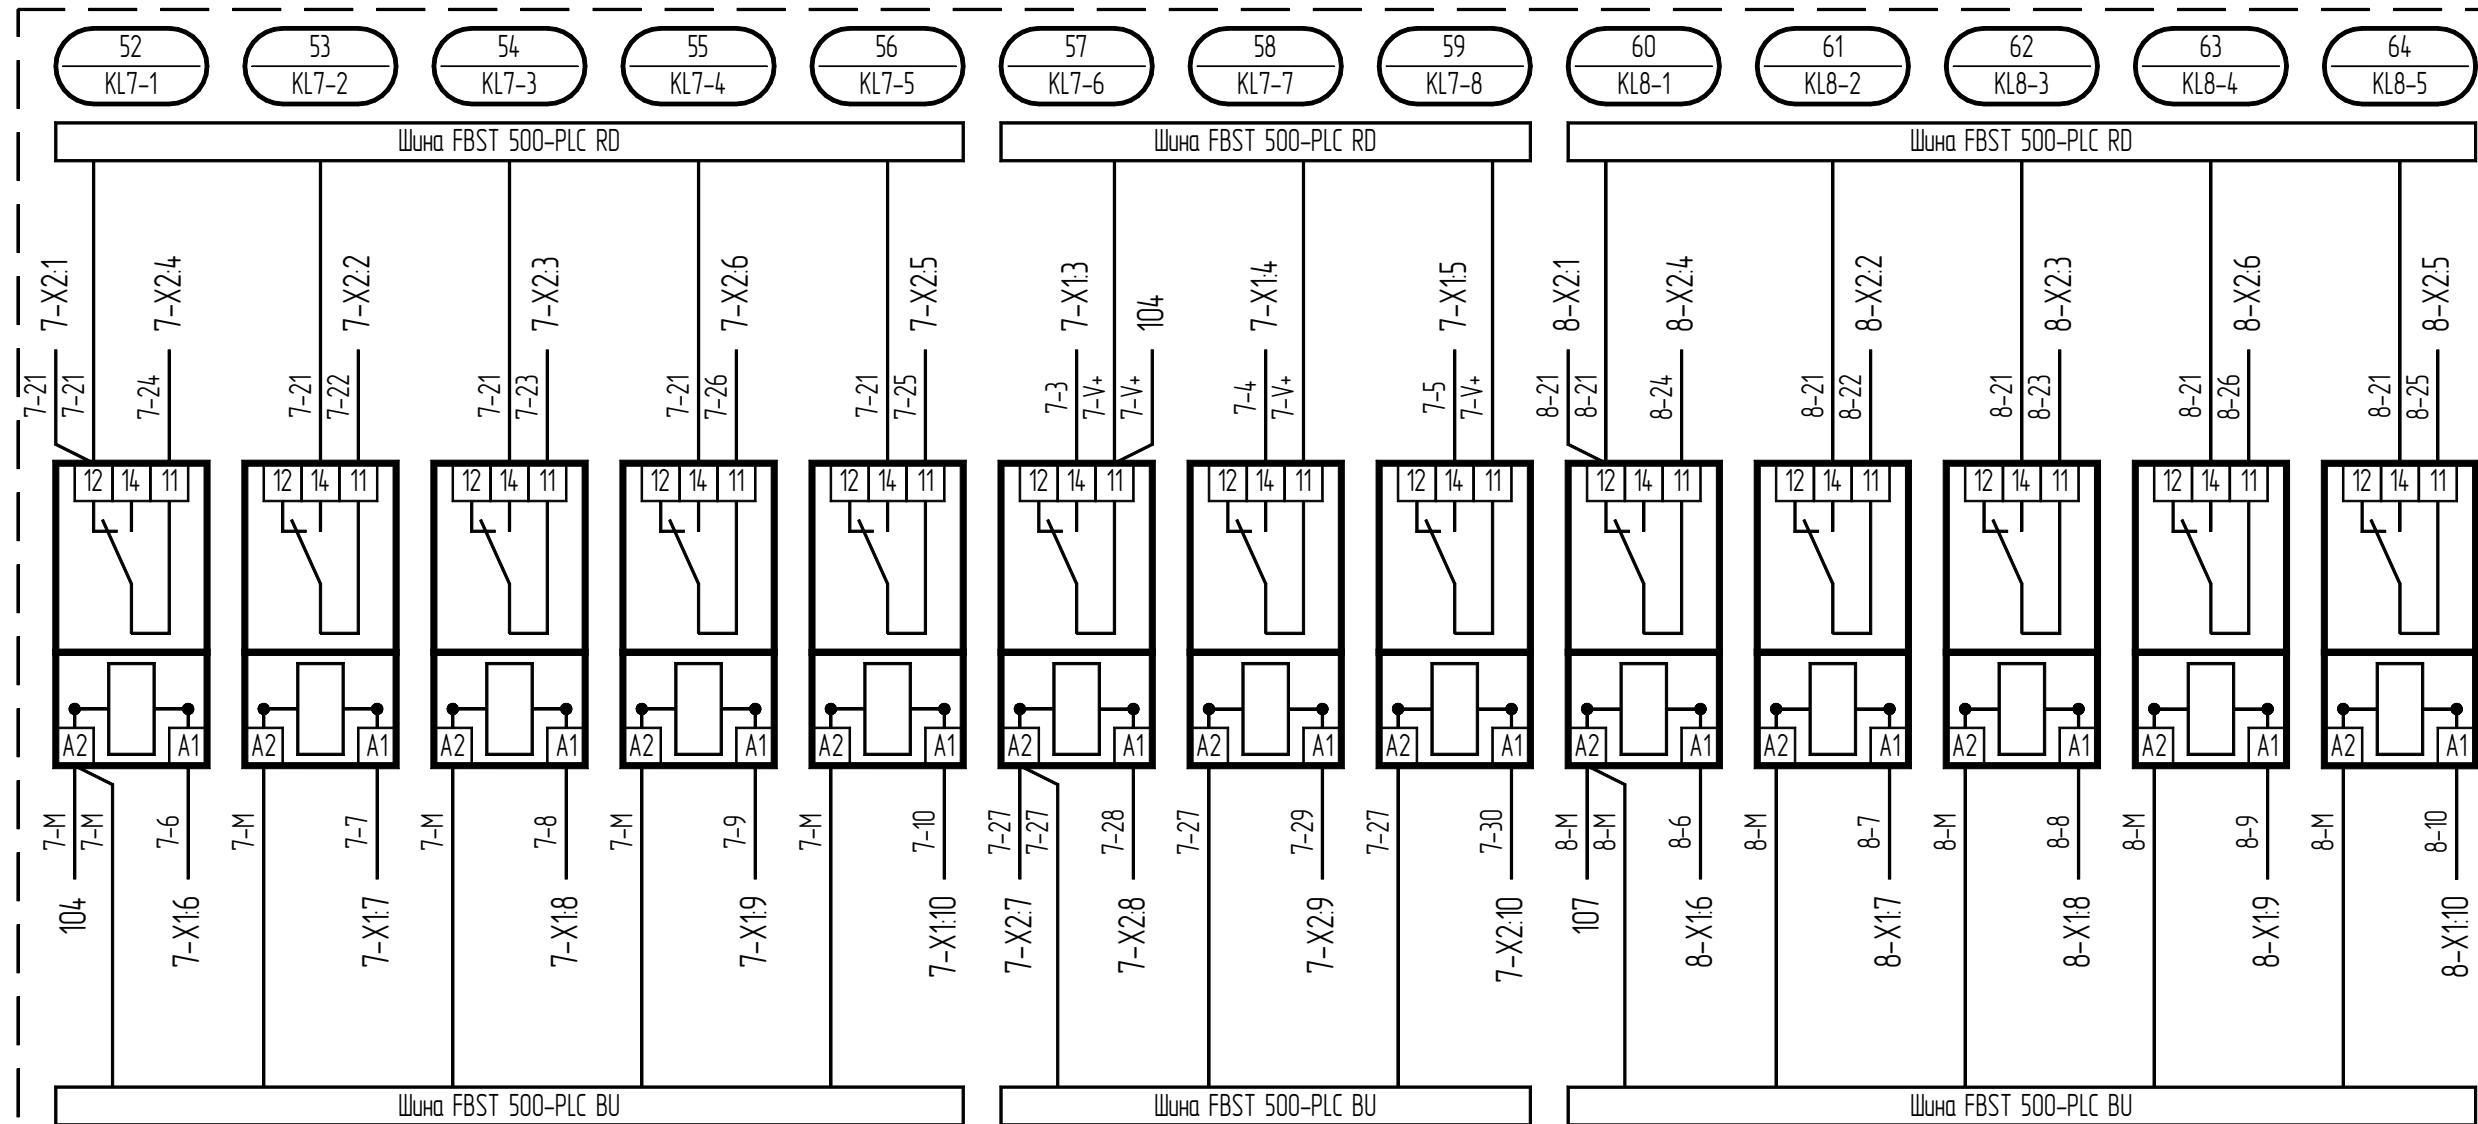 52 53 54 55 56 57 58 59 60 61 62 63 64
KL7-1 KL7-2 KL7-3 KL7-4 KL7-5 KL7-6 KL7-7 KL7-8 KL8-1 KL8-2 KL8-3 KL8-4 KL8-5
Шина FBST 500-PLC RD Шина FBST 500-PLC RD Шина FBST 500-PLC RD
7-X2:1 7-X2:4 7-X2:2 7-X2:3 7-X2:6 7-X2:5 7-X1:3 104 7-X1:4 7-X1:5 8-X2:1 8-X2:4 8-X2:2 8-X2:3 8-X2:6 8-X2:5
7-21 7-21 7-24 7-21 7-22 7-21 7-23 7-21 7-26 7-21 7-25 7-3 7-V+ 7-V+ 7-4 7-V+ 7-5 7-V+ 8-21 8-21 8-24 8-21 8-22 8-21 8-23 8-21 8-26 8-21 8-25
12 14 11 12 14 11 12 14 11 12 14 11 12 14 11 12 14 11 12 14 11 12 14 11 12 14 11 12 14 11 12 14 11 12 14 11 12 14 11
A2 A1 A2 A1 A2 A1 A2 A1 A2 A1 A2 A1 A2 A1 A2 A1 A2 A1 A2 A1 A2 A1 A2 A1 A2 A1
7-M 7-M 7-6 7-M 7-7 7-M 7-8 7-M 7-9 7-M 7-10 7-27 7-27 7-28 7-27 7-29 7-27 7-30 8-M 8-M 8-6 8-M 8-7 8-M 8-8 8-M 8-9 8-M 8-10
104 7-X1:6 7-X1:7 7-X1:8 7-X1:9 7-X1:10 7-X2:7 7-X2:8 7-X2:9 7-X2:10 107 8-X1:6 8-X1:7 8-X1:8 8-X1:9 8-X1:10
Шина FBST 500-PLC BU Шина FBST 500-PLC BU Шина FBST 500-PLC BU